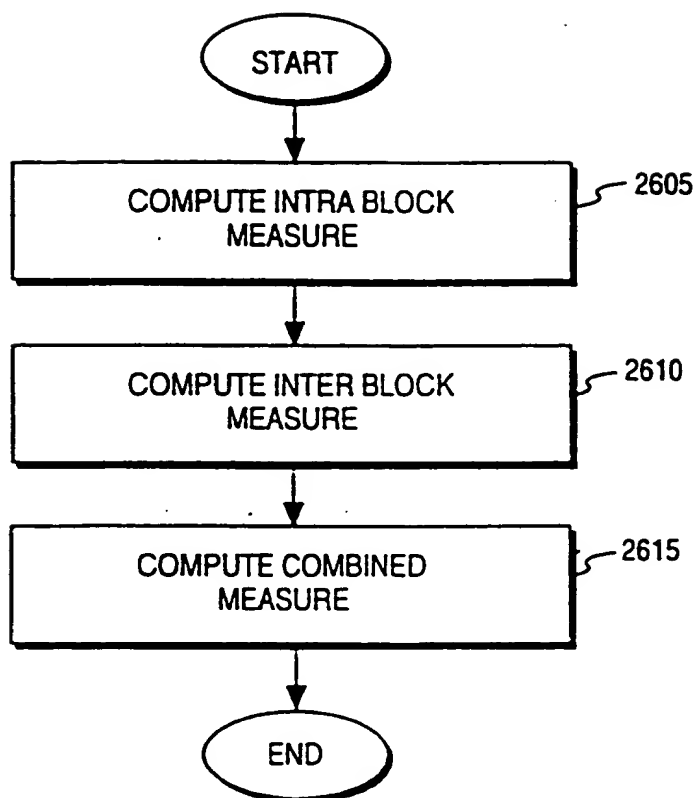 START
COMPUTE INTRA BLOCK
MEASURE
2605
COMPUTE INTER BLOCK
MEASURE
2610
COMPUTE COMBINED
MEASURE
2615
END